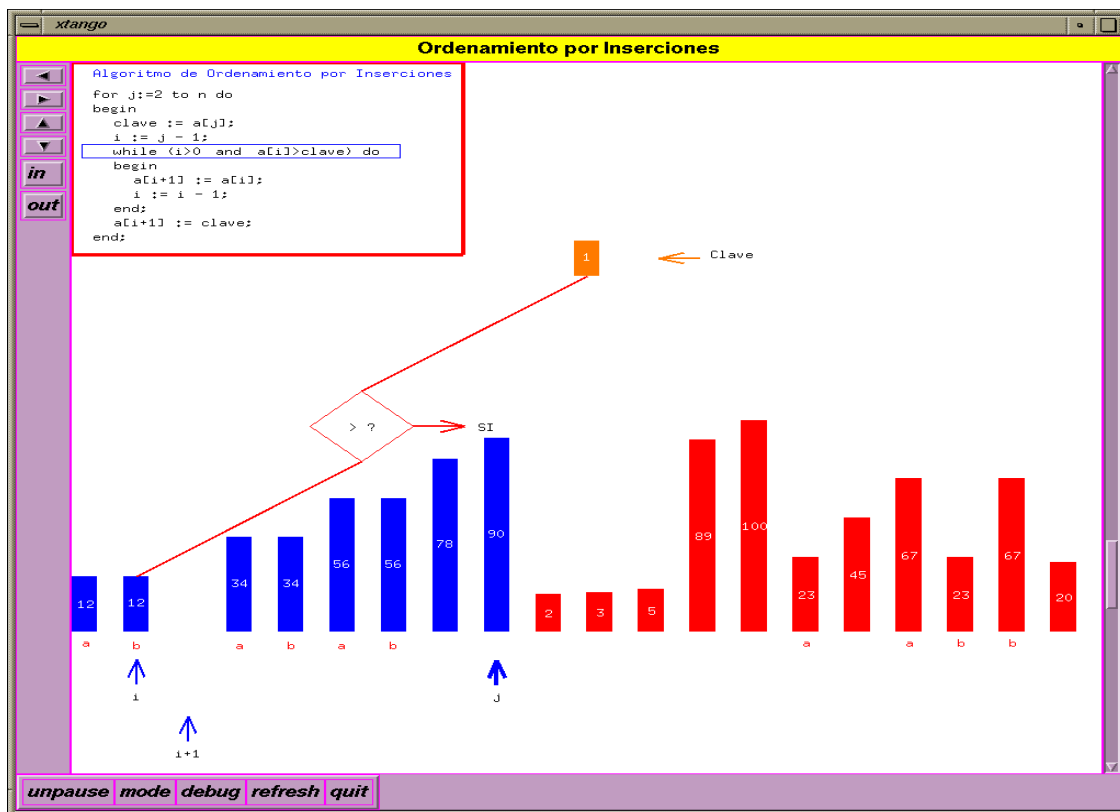 xtango
Ordenamiento por Inserciones
Algoritmo de Ordenamiento por Inserciones
for j:=2 to n do
begin
clave := a[j];
i := j - 1;
while (i>0 and a[i]>clave) do
begin
a[i+1] := a[i];
i := i - 1;
end;
a[i+1] := clave;
end;
in
out
1
Clave
> ?
SI
12 12 34 34 56 56 78 90 2 3 5 89 100 23 45 67 23 67 20
a b a b a b a a b b
i
j
i+1
unpause mode debug refresh quit